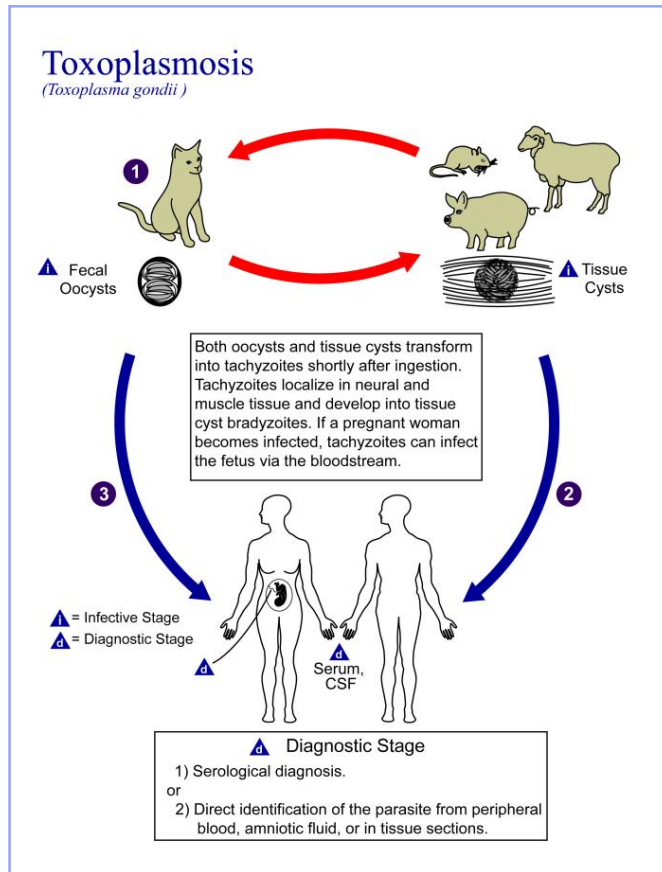 Toxoplasmosis
(Toxoplasma gondii )
1
i Fecal
Oocysts
i Tissue
Cysts
Both oocysts and tissue cysts transform
into tachyzoites shortly after ingestion.
Tachyzoites localize in neural and
muscle tissue and develop into tissue
cyst bradyzoites. If a pregnant woman
becomes infected, tachyzoites can infect
the fetus via the bloodstream.
3
2
i = Infective Stage
d = Diagnostic Stage
d
d
Serum,
CSF
d Diagnostic Stage
1) Serological diagnosis.
or
2) Direct identification of the parasite from peripheral
blood, amniotic fluid, or in tissue sections.